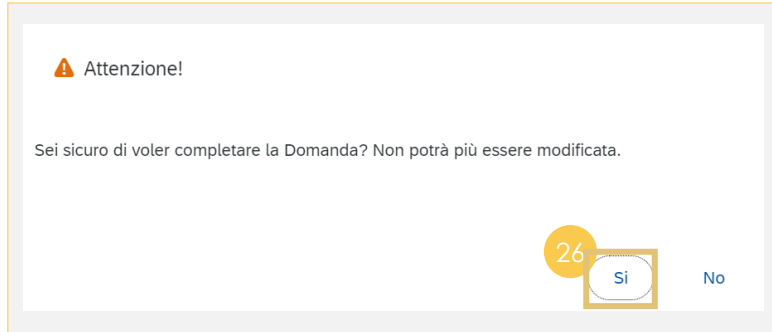 Attenzione!
Sei sicuro di voler completare la Domanda? Non potrà più essere modificata.
26
Si
No